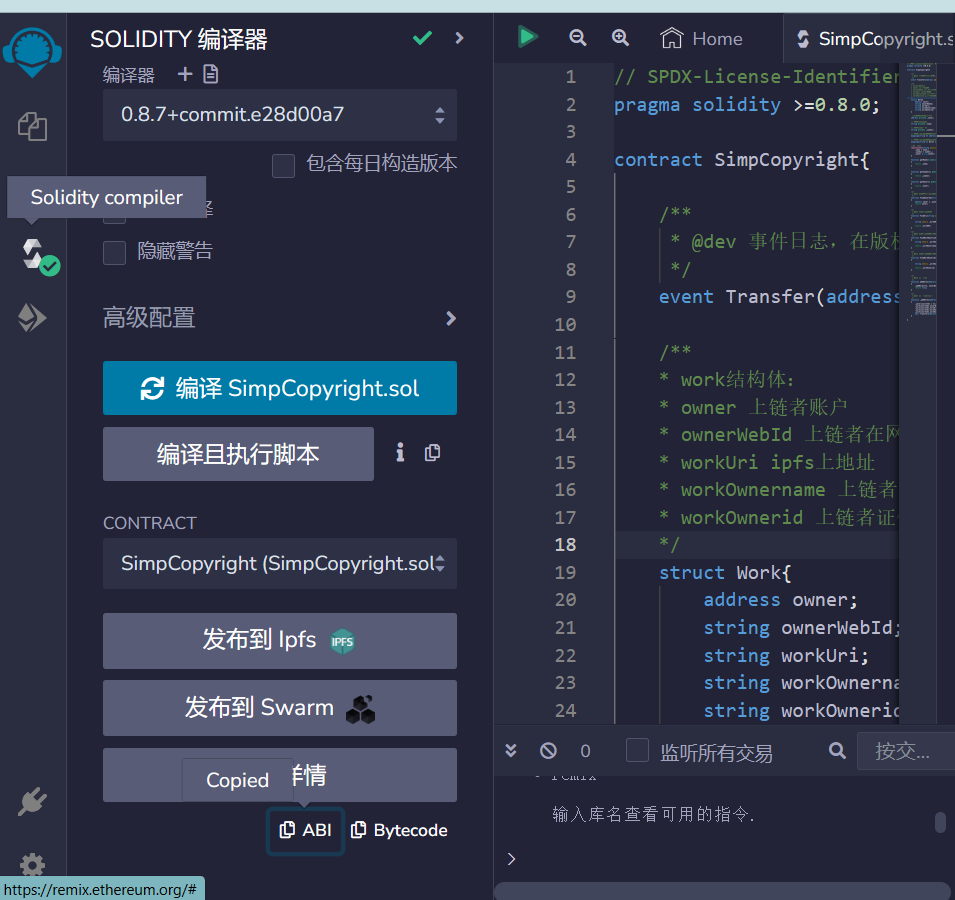 SOLIDITY 编译器
编译器
0.8.7+commit.e28d00a7
包含每日构造版本
Solidity compiler
隐藏警告
高级配置
编译 SimpCopyright.sol
编译且执行脚本
CONTRACT
SimpCopyright (SimpCopyright.sol
发布到 Ipfs
IPFS
发布到 Swarm
详情
Copied
ABI
Bytecode
https://remix.ethereum.org/#
Home
SimpCopyright.s
1 // SPDX-License-Identifier
2 pragma solidity >=0.8.0;
3
4 contract SimpCopyright{
5
6 /**
7 * @dev 事件日志，在版权
8 */
9 event Transfer(address
10
11 /**
12 * work结构体：
13 * owner 上链者账户
14 * ownerWebId 上链者在网
15 * workUri ipfs上地址
16 * workOwnername 上链者
17 * workOwnerid 上链者证
18 */
19 struct Work{
20 address owner;
21 string ownerWebId;
22 string workUri;
23 string workOwnerna
24 string workOwnerid
0
监听所有交易
按交...
remix
输入库名查看可用的指令.
>